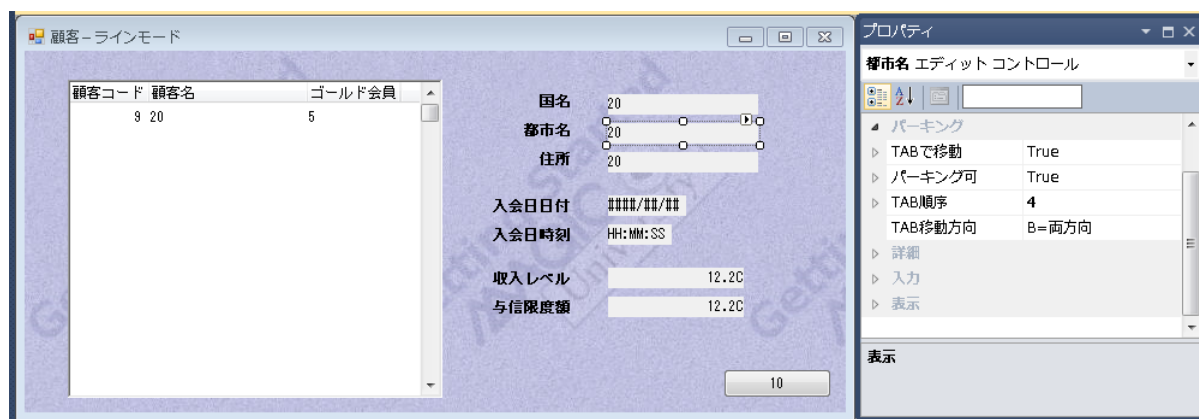 顧客－ラインモード
顧客コード 顧客名 ゴールド会員
9 20 5
国名 20
都市名 20
住所 20
入会日日付 ####/##/##
入会日時刻 HH:MM:SS
収入レベル 12.2C
与信限度額 12.2C
10
プロパティ
都市名 エディット コントロール
パーキング
TABで移動 True
パーキング可 True
TAB順序 4
TAB移動方向 B=両方向
詳細
入力
表示
表示